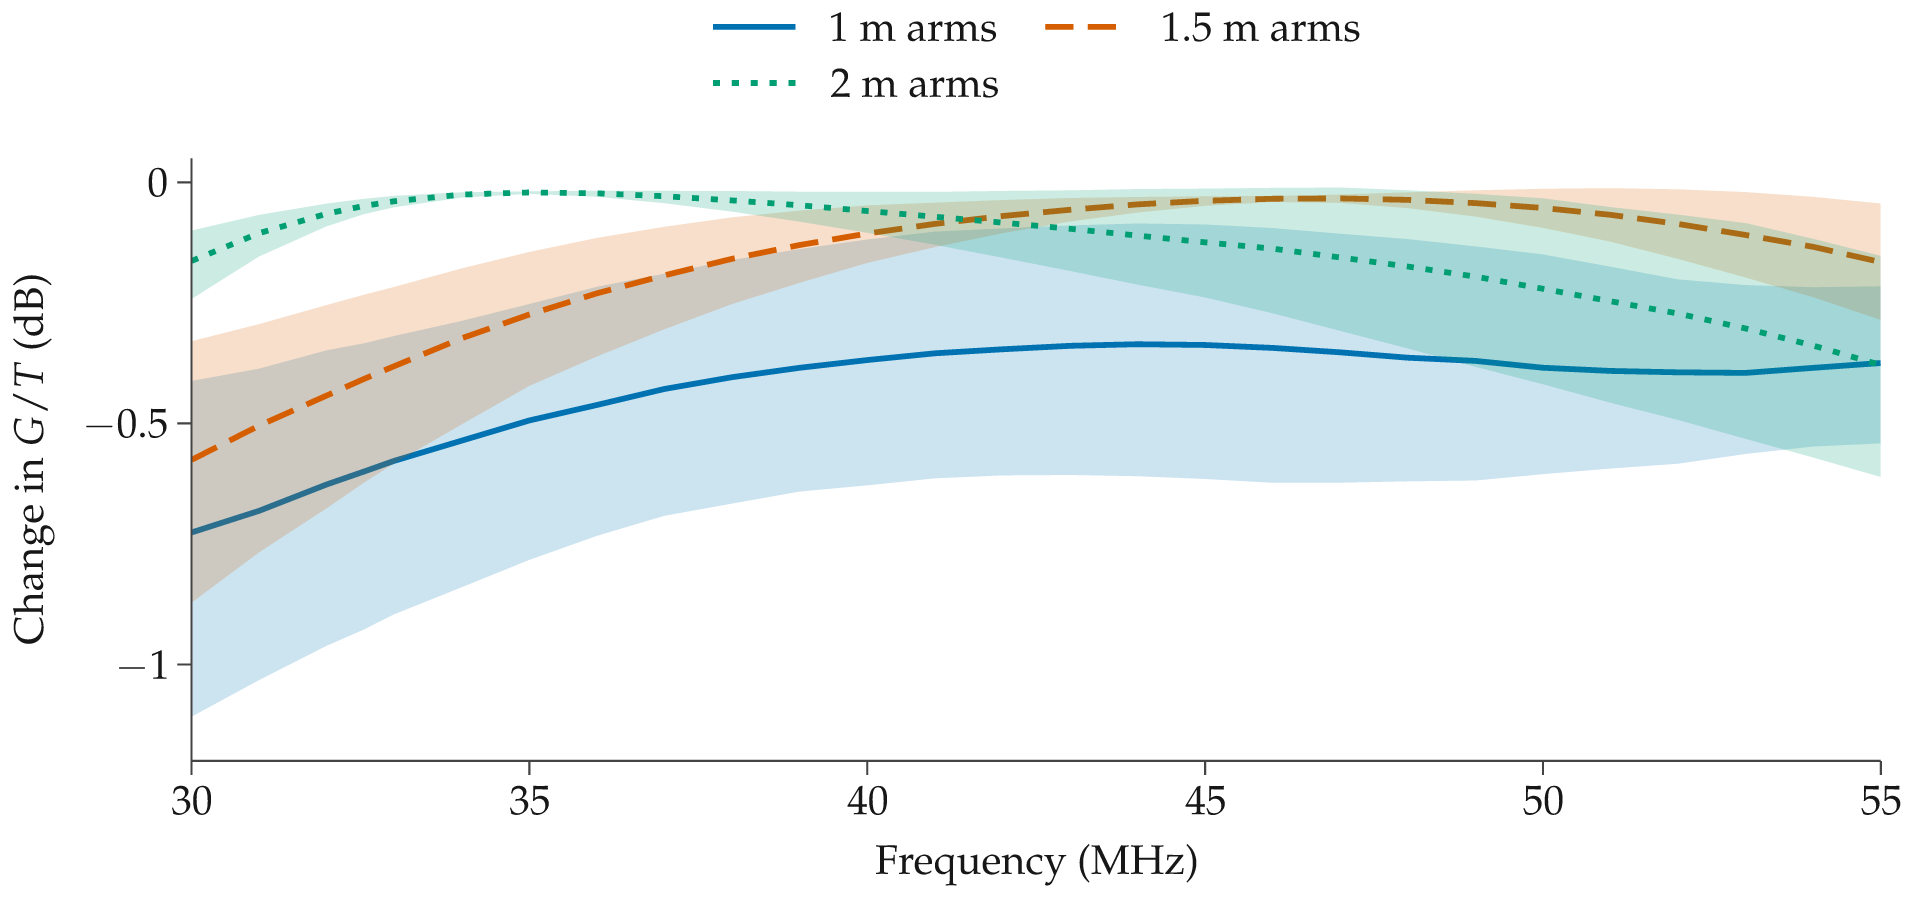 1 m arms 1.5 m arms
2 m arms
0
−0.5
−1
Change in G/T (dB)
30 35 40 45 50 55
Frequency (MHz)